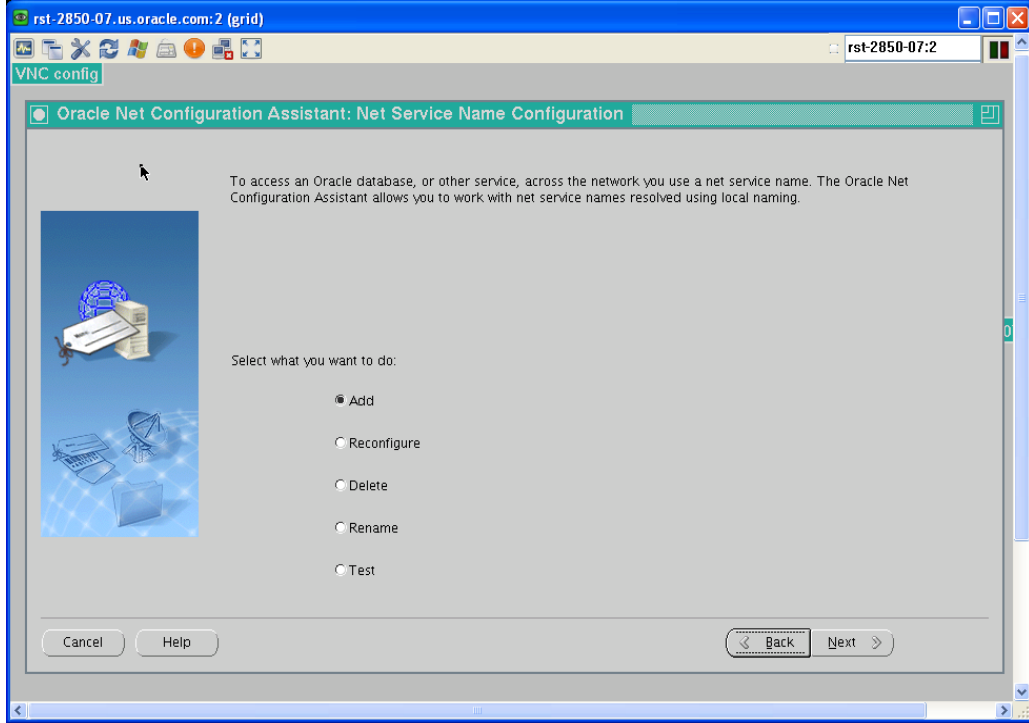 rst-2850-07.us.oracle.com:2 (grid)
rst-2850-07:2
VNC config
Oracle Net Configuration Assistant: Net Service Name Configuration
To access an Oracle database, or other service, across the network you use a net service name. The Oracle Net
Configuration Assistant allows you to work with net service names resolved using local naming.
Select what you want to do:
Add
Reconfigure
Delete
Rename
Test
Cancel
Help
Back
Next